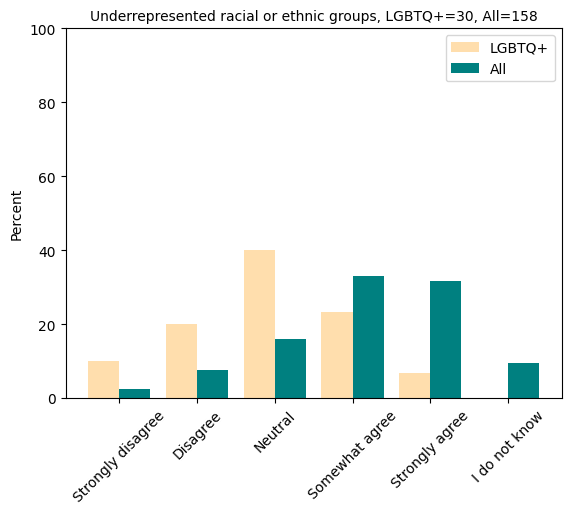 Underrepresented racial or ethnic groups, LGBTQ+=30, All=158
100
80
60
40
20
0
Percent
LGBTQ+
All
Strongly disagree
Disagree
Neutral
Somewhat agree
Strongly agree
I do not know